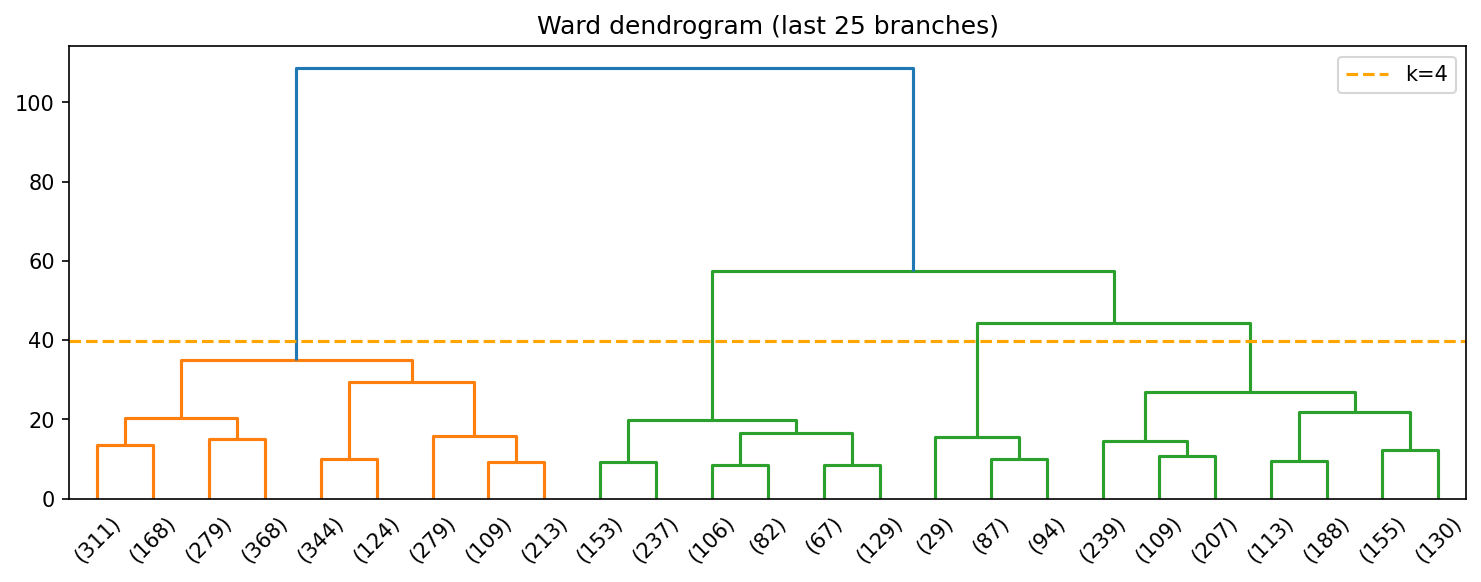 Ward dendrogram (last 25 branches)
k=4
100
80
60
40
20
0
(311) (168) (279) (368) (344) (124) (279) (109) (213) (153) (237) (106) (82) (67) (129) (29) (87) (94) (239) (109) (207) (113) (188) (155) (130)